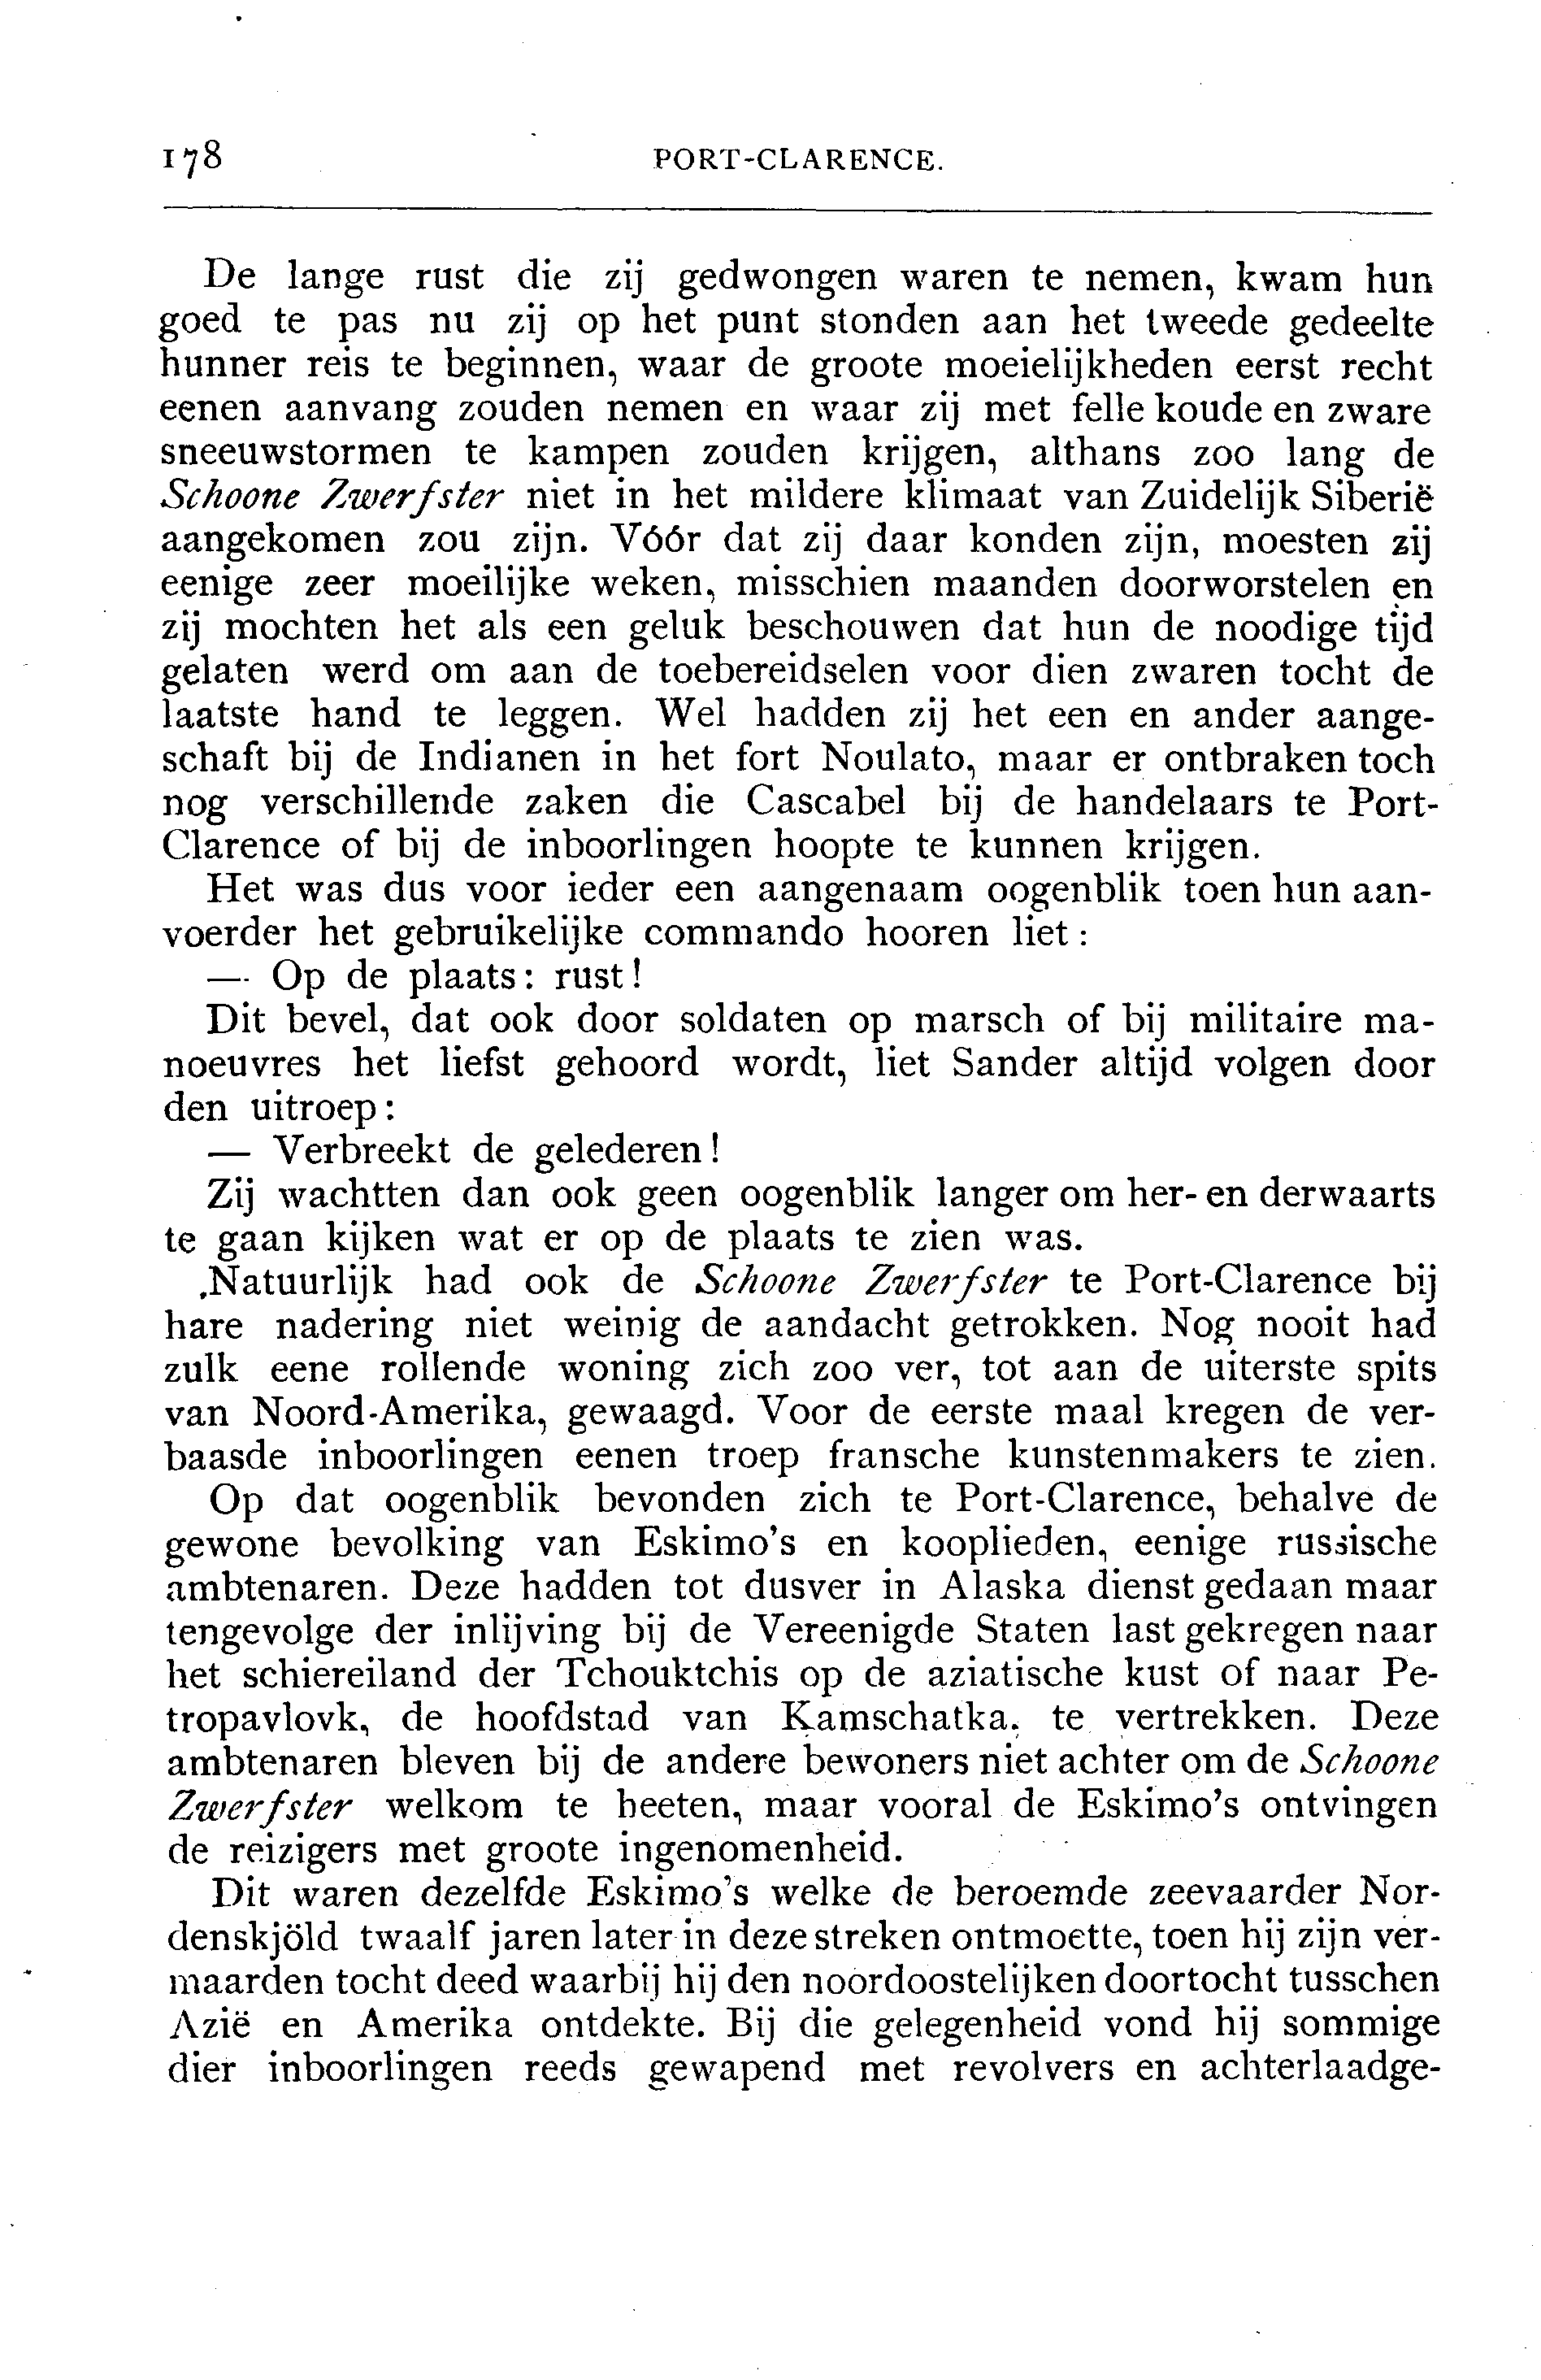 178 PORT-CLARENCE.
De lange rust die zij gedwongen waren te nemen, kwam hun
goed te pas nu zij op het punt stonden aan het tweede gedeelte
hunner reis te beginnen, waar de groote moeielijkheden eerst recht
eenen aanvang zouden nemen en waar zij met felle koude en zware
sneeuwstormen te kampen zouden krijgen, althans zoo lang de
Schoone Zwerfster niet in het mildere klimaat van Zuidelijk Siberië
aangekomen zou zijn. Vóór dat zij daar konden zijn, moesten zij
eenige zeer moeilijke weken, misschien maanden doorworstelen en
zij mochten het als een geluk beschouwen dat hun de noodige tijd
gelaten werd om aan de toebereidselen voor dien zwaren tocht de
laatste hand te leggen. Wel hadden zij het een en ander aange-
schaft bij de Indianen in het fort Noulato, maar er ontbraken toch
nog verschillende zaken die Cascabel bij de handelaars te Port-
Clarence of bij de inboorlingen hoopte te kunnen krijgen.
Het was dus voor ieder een aangenaam oogenblik toen hun aan-
voerder het gebruikelijke commando hooren liet:
— Op de plaats: rust!
Dit bevel, dat ook door soldaten op marsch of bij militaire ma-
noeuvres het liefst gehoord wordt, liet Sander altijd volgen door
den uitroep:
— Verbreekt de gelederen!
Zij wachtten dan ook geen oogenblik langer om her- en derwaarts
te gaan kijken wat er op de plaats te zien was.
Natuurlijk had ook de Schoone Zwerfster te Port-Clarence bij
hare nadering niet weinig de aandacht getrokken. Nog nooit had
zulk eene rollende woning zich zoo ver, tot aan de uiterste spits
van Noord-Amerika, gewaagd. Voor de eerste maal kregen de ver-
baasde inboorlingen eenen troep fransche kunstenmakers te zien.
Op dat oogenblik bevonden zich te Port-Clarence, behalve de
gewone bevolking van Eskimo's en kooplieden, eenige russische
ambtenaren. Deze hadden tot dusver in Alaska dienst gedaan maar
tengevolge der inlijving bij de Vereenigde Staten last gekregen naar
het schiereiland der Tchouktchis op de aziatische kust of naar Pe-
tropavlovk, de hoofdstad van Kamschatka, te vertrekken. Deze
ambtenaren bleven bij de andere bewoners niet achter om de Schoone
Zwerfster welkom te heeten, maar vooral de Eskimo's ontvingen
de reizigers met groote ingenomenheid.
Dit waren dezelfde Eskimo's welke de beroemde zeevaarder Nor-
denskjöld twaalf jaren later in deze streken ontmoette, toen hij zijn ver-
maarden tocht deed waarbij hij den noordoostelijken doortocht tusschen
Azië en Amerika ontdekte. Bij die gelegenheid vond hij sommige
dier inboorlingen reeds gewapend met revolvers en achterlaadge-